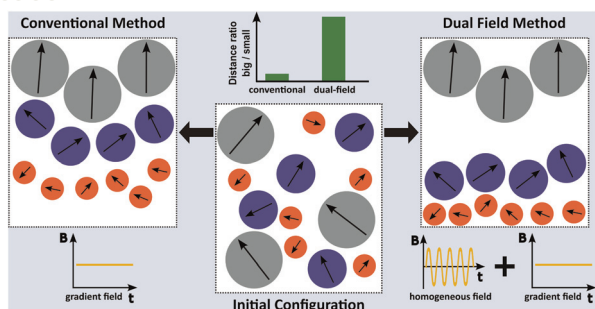 Conventional Method
Distance ratio
big / small
conventional
dual-field
Dual Field Method
B
t
gradient field
Initial Configuration
B
t
homogeneous field
+
B
t
gradient field